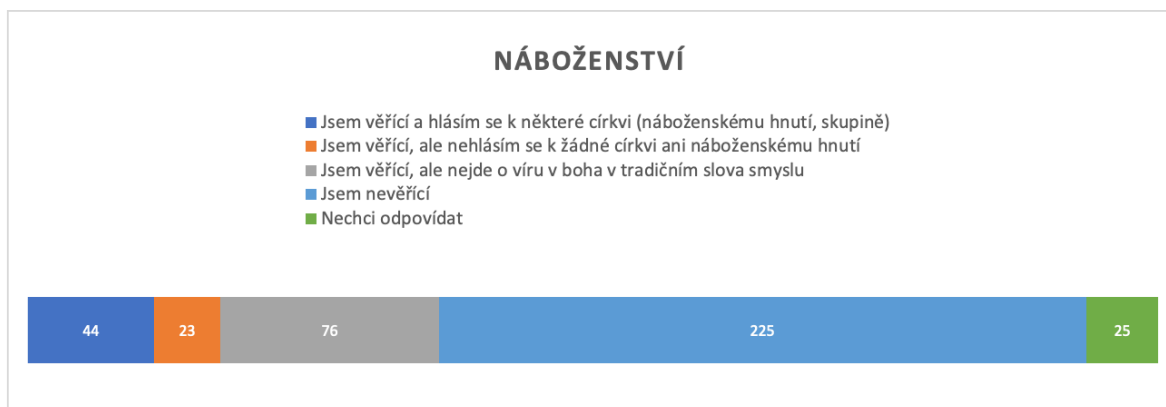 NÁBOŽENSTVÍ
Jsem věřící a hlásím se k některé církvi (náboženskému hnutí, skupině)
Jsem věřící, ale nehlásím se k žádné církvi ani náboženskému hnutí
Jsem věřící, ale nejde o víru v boha v tradičním slova smyslu
Jsem nevěřící
Nechci odpovídat
44 23 76 225 25